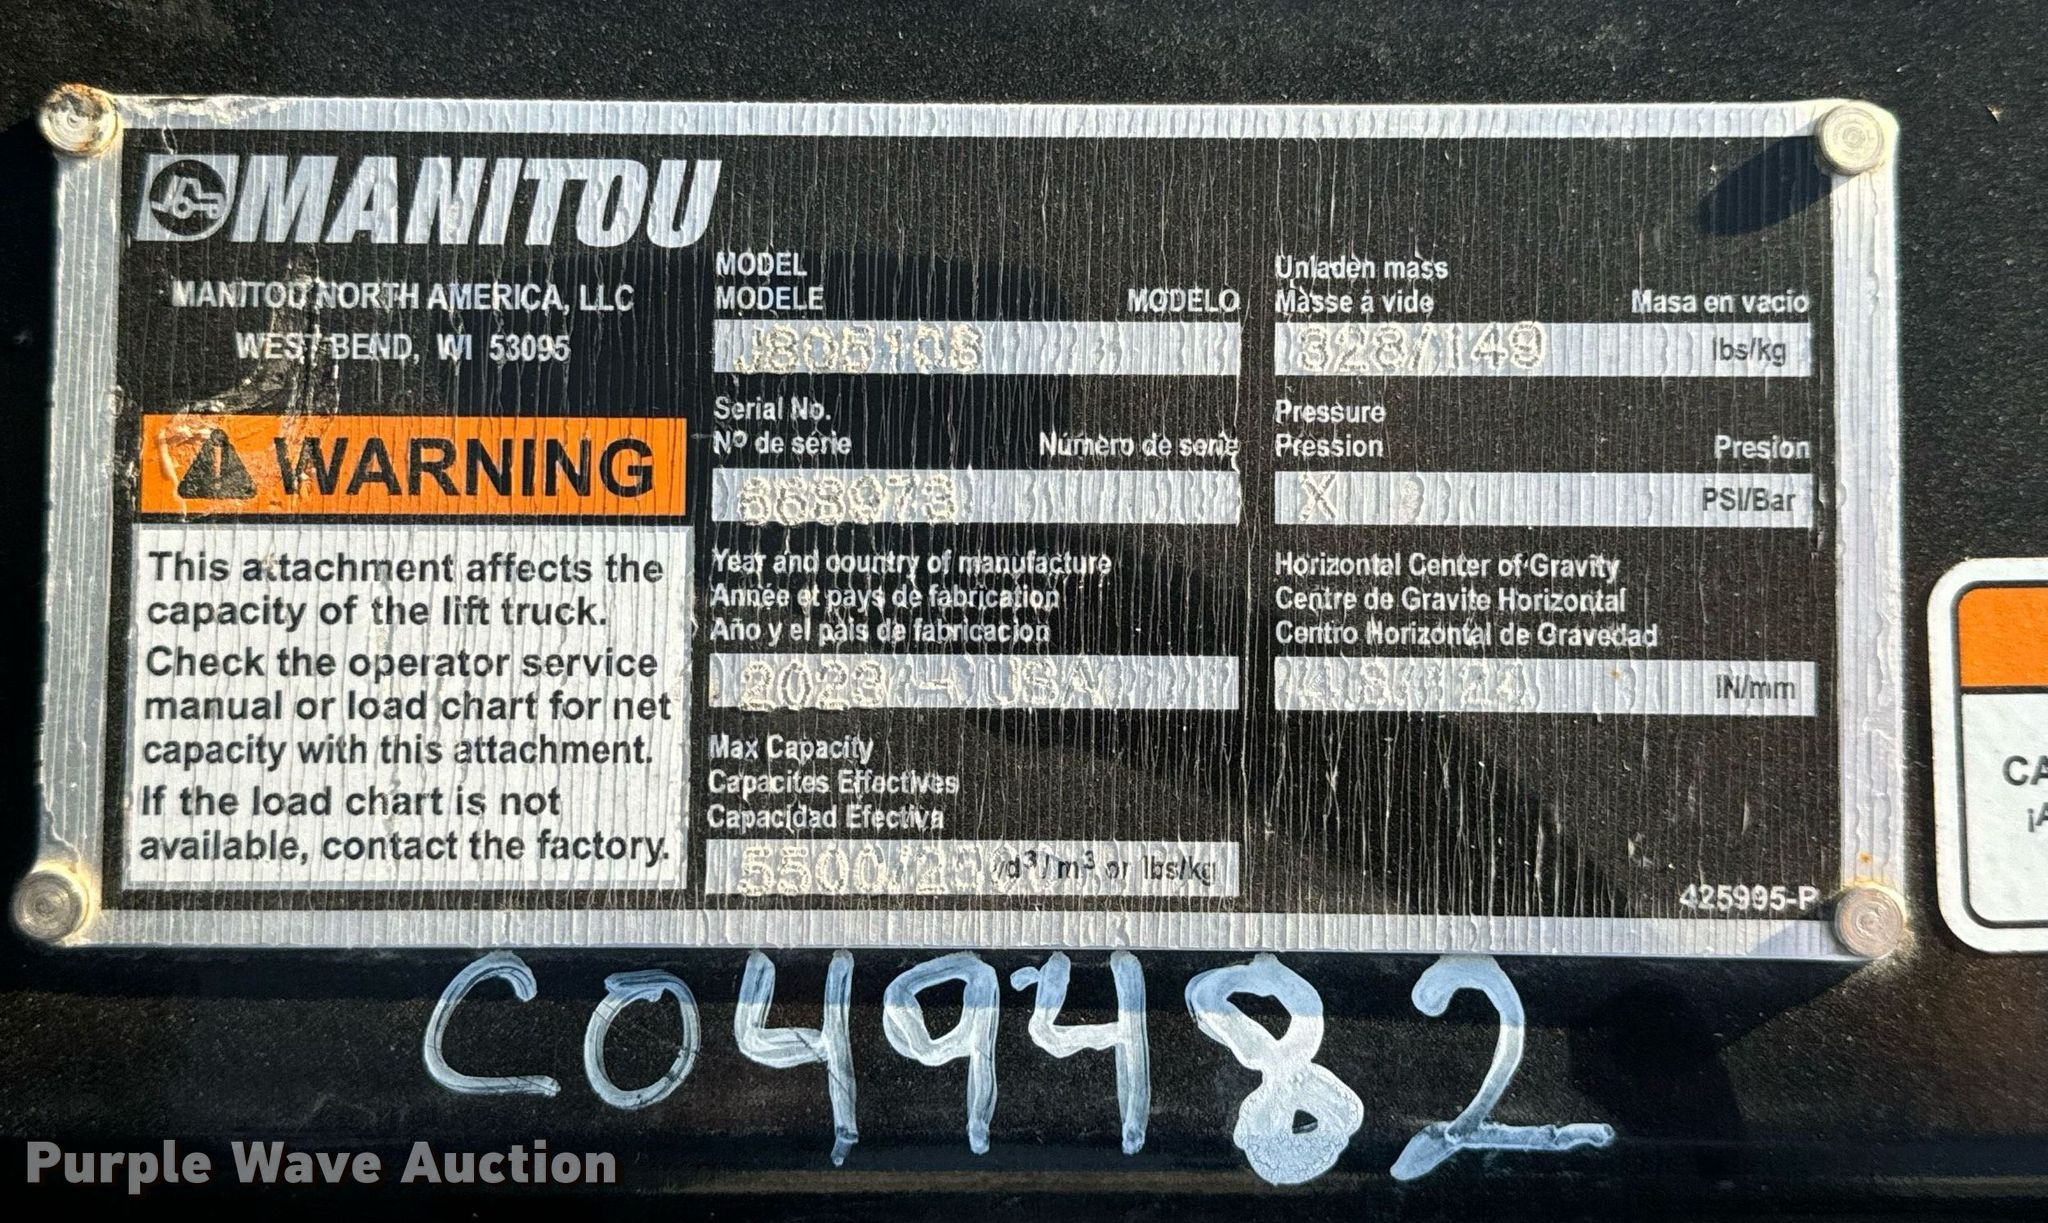 MANITOU
MANITOU NORTH AMERICA, LLC
WEST BEND, WI 53095
WARNING
This attachment affects the
capacity of the lift truck.
Check the operator service
manual or load chart for net
capacity with this attachment.
If the load chart is not
available, contact the factory.
MODEL
MODELE MODELO
Serial No.
Nº de série Número de serie
Year and country of manufacture
Année et pays de fabrication
Año y el pais de fabricacion
2023 - USA
Max Capacity
Capacites Effectives
Capacidad Efectiva
yd³/m³ or lbs/kg
Unladen mass
Masse á vide Masa en vacio
328/149 lbs/kg
Pressure
Pression Presion
X PSI/Bar
Horizontal Center of Gravity
Centre de Gravite Horizontal
Centro Horizontal de Gravedad
IN/mm
425995-P
CO49482
CA
¡A
Purple Wave Auction